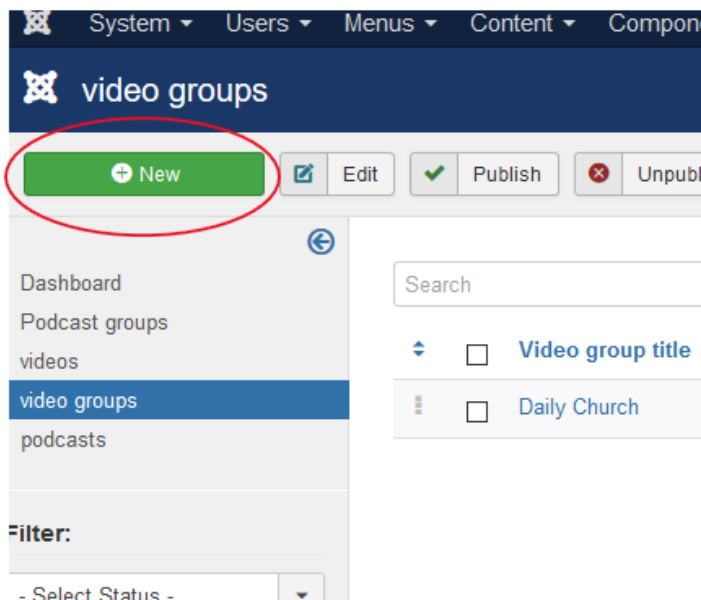 System Users Menus Content Compon
video groups
New Edit Publish Unpubl
Dashboard
Podcast groups
videos
video groups
podcasts
Filter:
- Select Status -
Search
Video group title
Daily Church